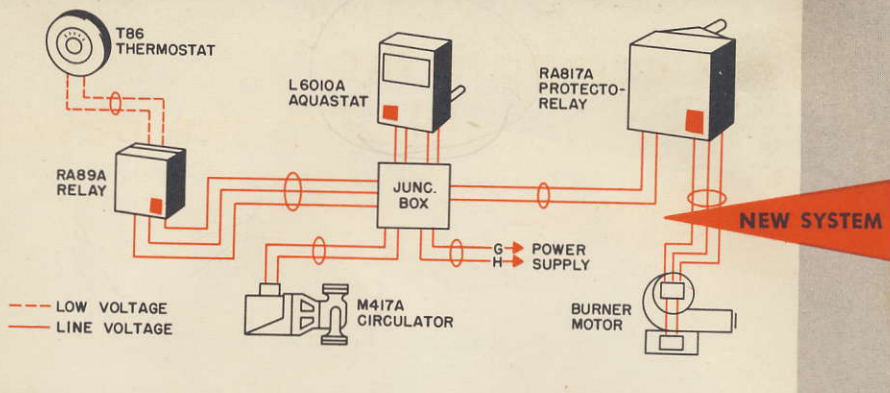 T86
THERMOSTAT
L6010A
AQUASTAT
RA817A
PROTECTO-
RELAY
RA89A
RELAY
JUNC.
BOX
NEW SYSTEM
G
H
POWER
SUPPLY
LOW VOLTAGE
LINE VOLTAGE
M417A
CIRCULATOR
BURNER
MOTOR